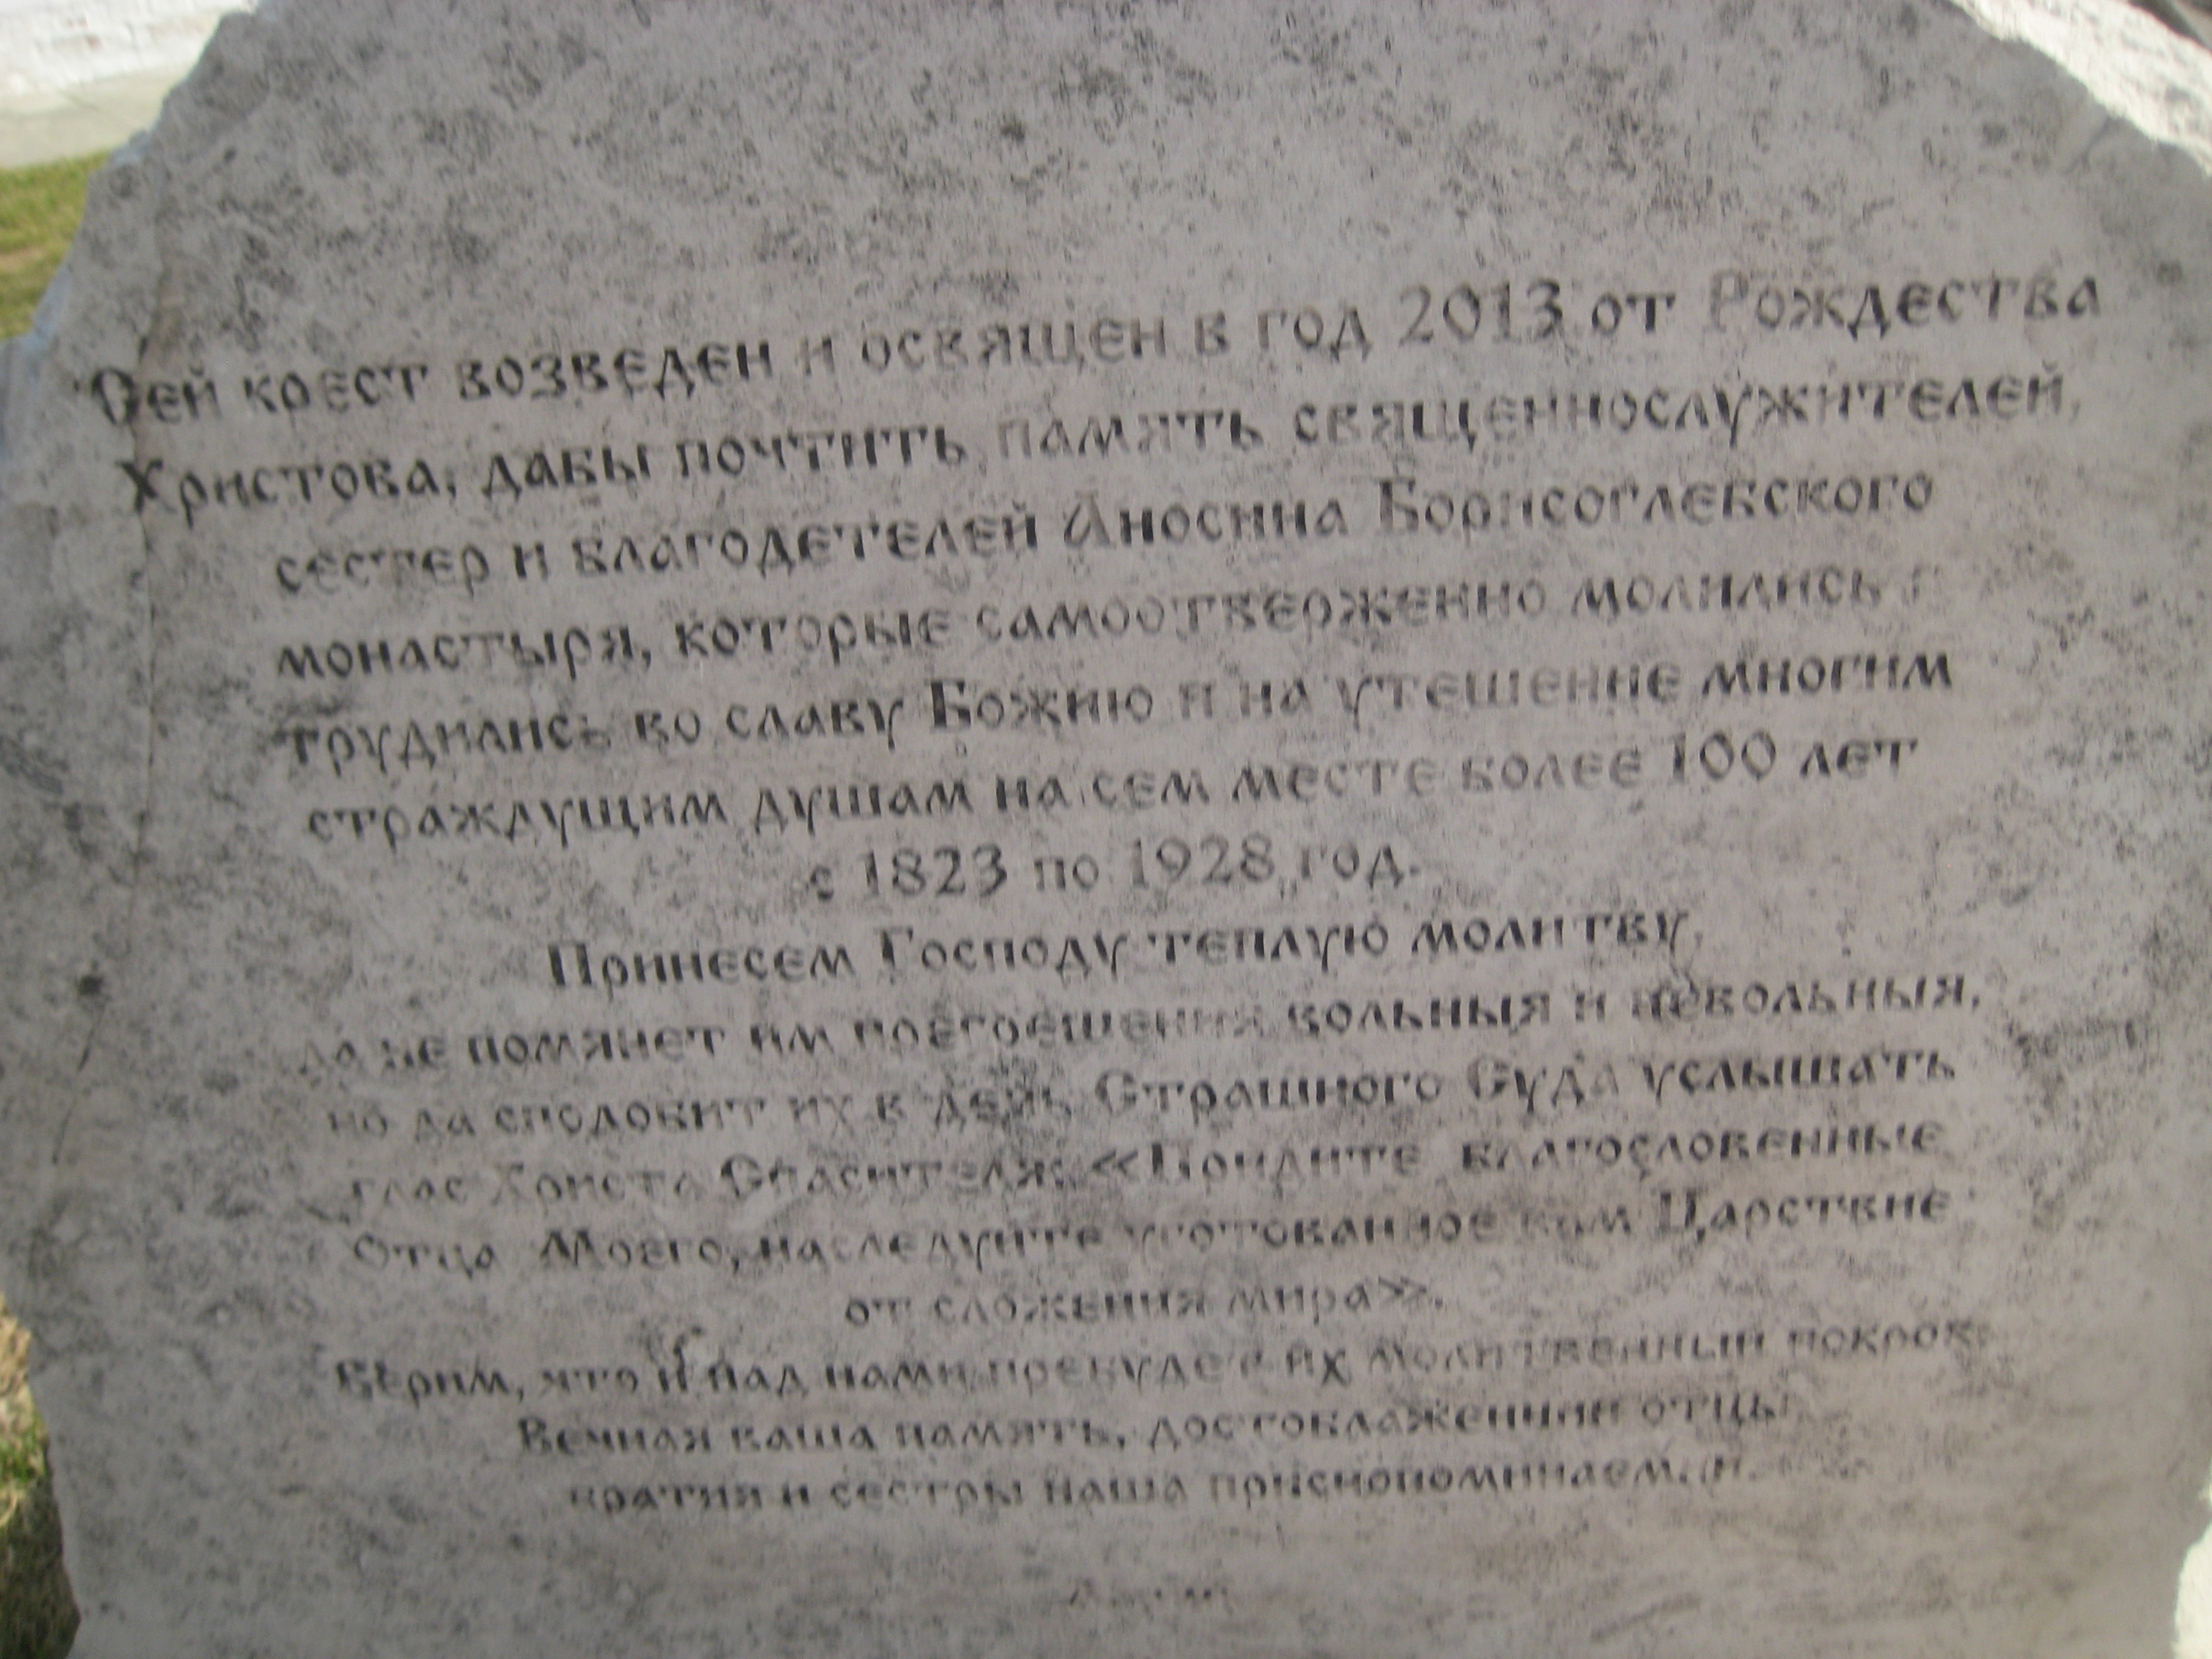 Сей крест возведен и освящен в год 2013 от Рождества
Христова, дабы почтить память священнослужителей,
сестер и благодетелей Аносина Борисоглебского
монастыря, которые самоотверженно молились и
трудились во славу Божию и на утешение многим
страждущим душам на сем месте более 100 лет
с 1823 по 1928 год.
Принесем Господу теплую молитву,
да не помянет им прегрешения вольныя и невольныя,
но да сподобит их в день Страшного Суда услышать
глас Христа Спасителя: «Приидите благословенные
Отца Моего, наследуйте уготованное вам Царствие
от сложения мира».
Верим, что и над нами пребудет их молитвенный покров.
Вечная ваша память, достоблаженнии отцы,
братия и сестры наша приснопоминаемии.